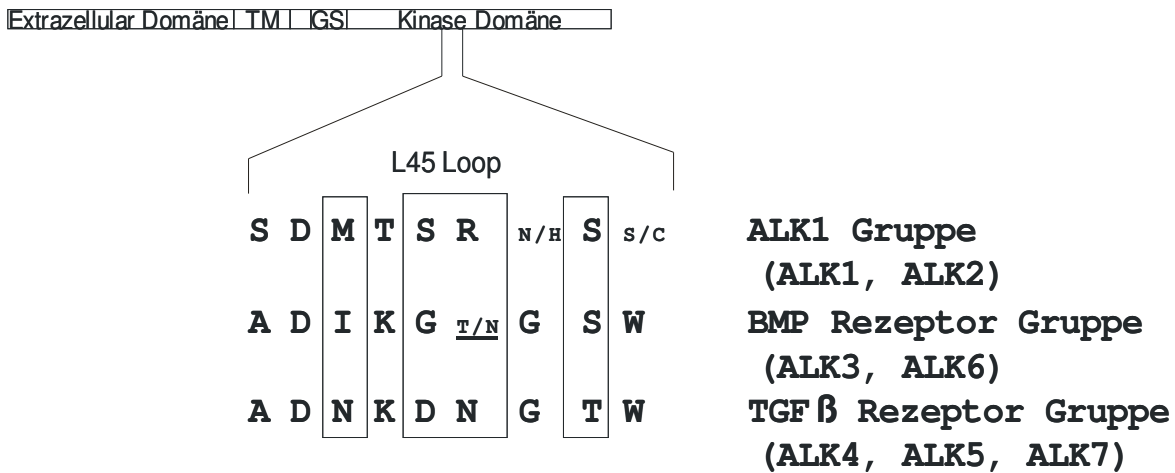 Extrazellular Domäne TM GS Kinase Domäne
L45 Loop
S D M T S R N/H S S/C ALK1 Gruppe
(ALK1, ALK2)
A D I K G T/N G S W BMP Rezeptor Gruppe
(ALK3, ALK6)
A D N K D N G T W TGFß Rezeptor Gruppe
(ALK4, ALK5, ALK7)